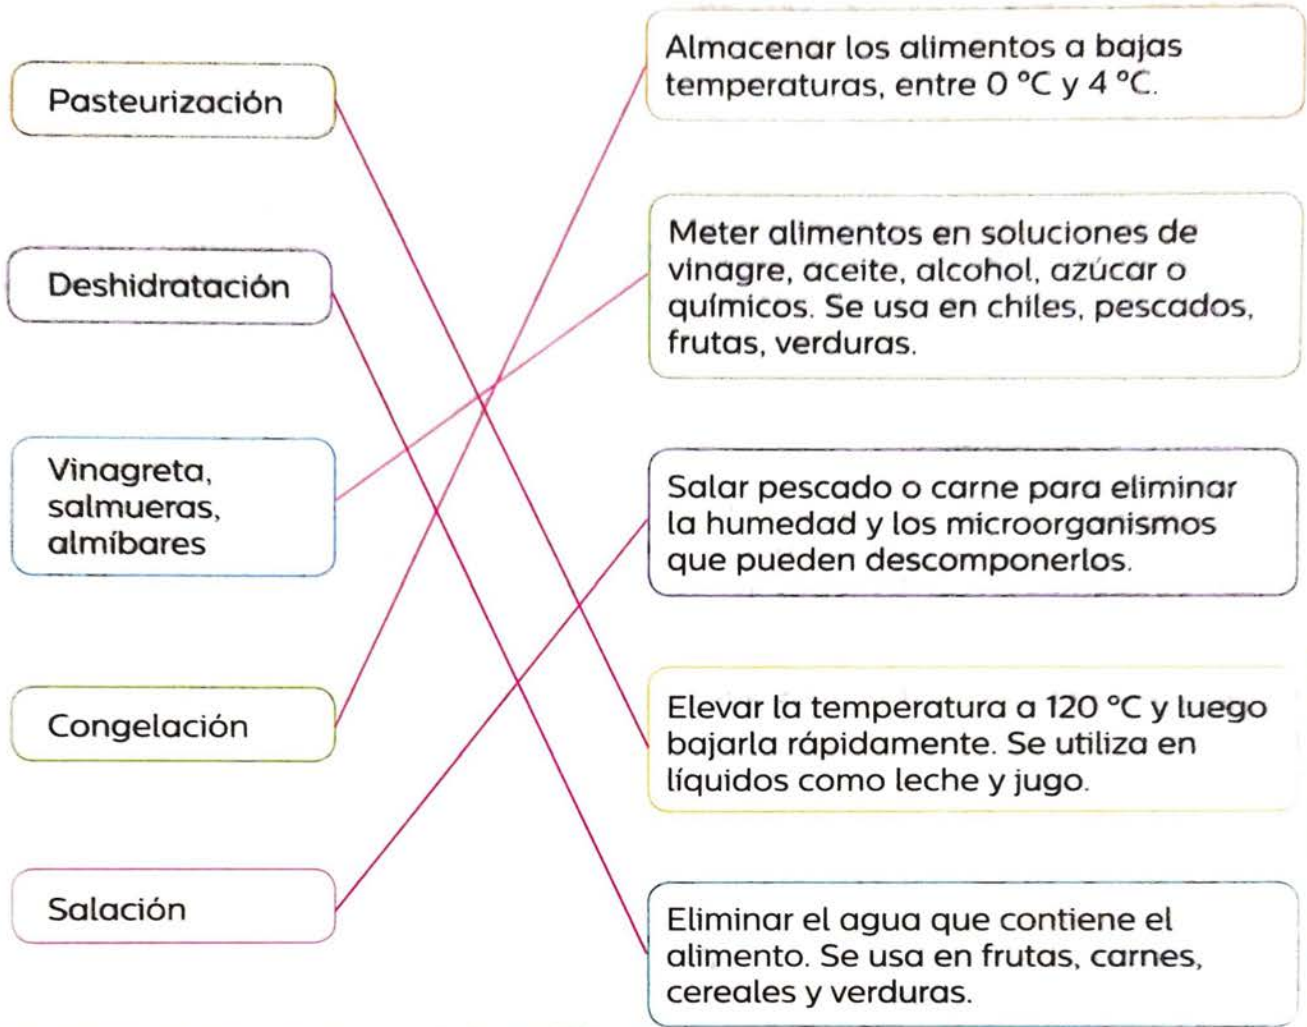 Pasteurización
Deshidratación
Vinagreta,
salmueras,
almíbares
Congelación
Salación
Almacenar los alimentos a bajas
temperaturas, entre 0 °C y 4 °C.
Meter alimentos en soluciones de
vinagre, aceite, alcohol, azúcar o
químicos. Se usa en chiles, pescados,
frutas, verduras.
Salar pescado o carne para eliminar
la humedad y los microorganismos
que pueden descomponerlos.
Elevar la temperatura a 120 °C y luego
bajarla rápidamente. Se utiliza en
líquidos como leche y jugo.
Eliminar el agua que contiene el
alimento. Se usa en frutas, carnes,
cereales y verduras.